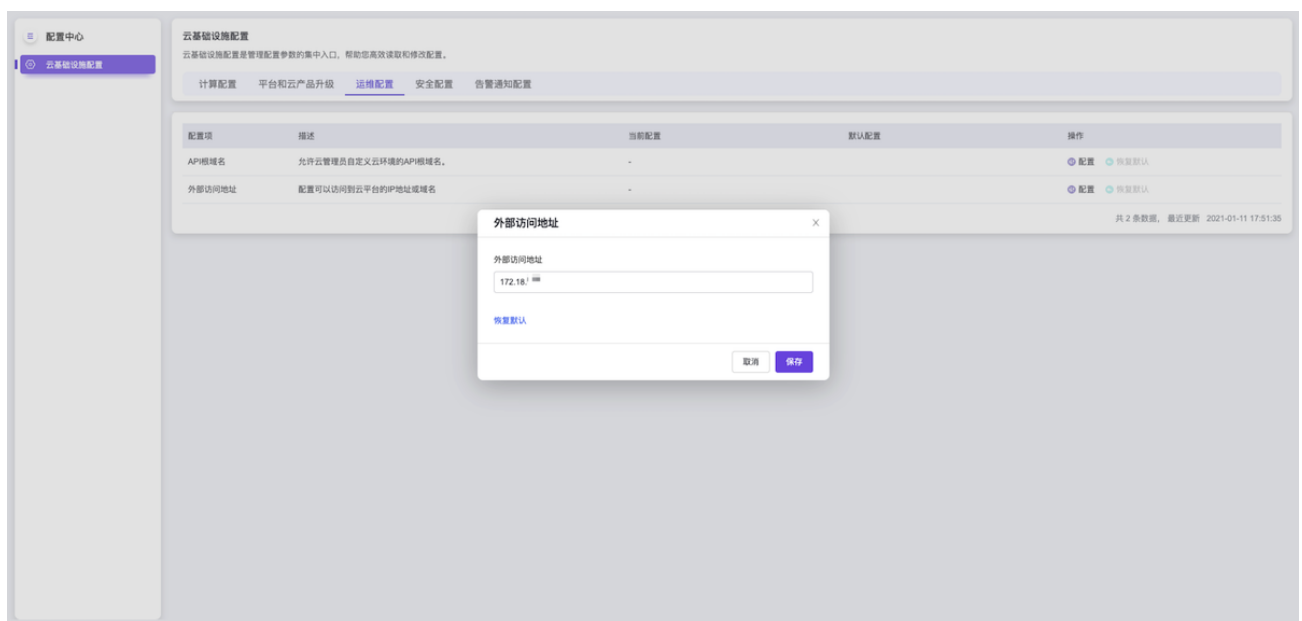 配置中心
云基础设施配置
云基础设施配置
云基础设施配置是管理配置参数的集中入口，帮助您高效读取和修改配置。
计算配置 平台和云产品升级 运维配置 安全配置 告警通知配置
配置项 描述 当前配置 默认配置 操作
API根域名 允许云管理员自定义云环境的API根域名。 - 配置 恢复默认
外部访问地址 配置可以访问到云平台的IP地址或域名 - 配置 恢复默认
共 2 条数据， 最近更新 2021-01-11 17:51:35
外部访问地址
外部访问地址
172.18.
恢复默认
取消 保存